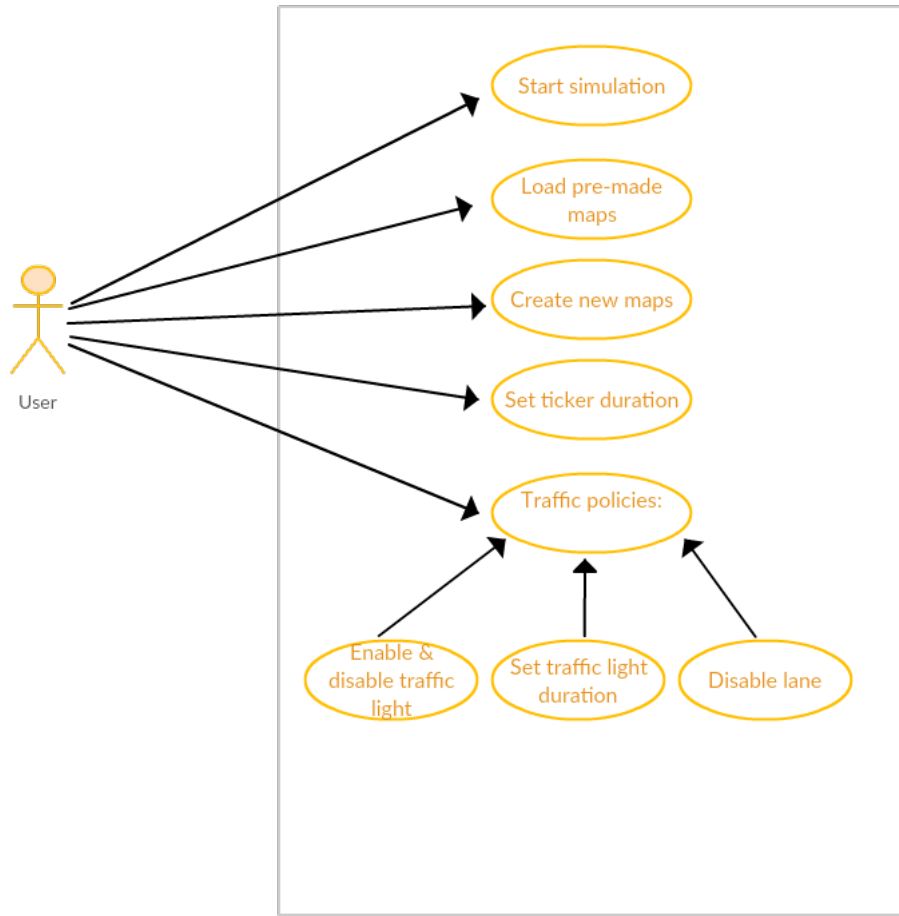 Start simulation
Load pre-made
maps
Create new maps
User
Set ticker duration
Traffic policies:
Enable &
disable traffic
light
Set traffic light
duration
Disable lane